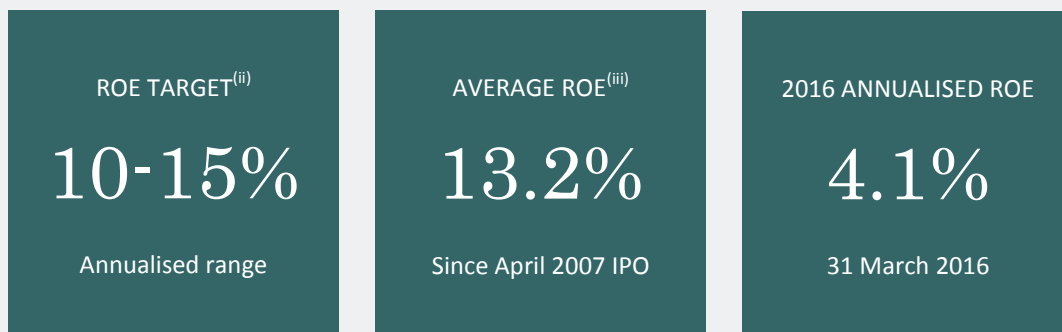 ROE TARGET(ii)
10-15%
Annualised range
AVERAGE ROE(iii)
13.2%
Since April 2007 IPO
2016 ANNUALISED ROE
4.1%
31 March 2016